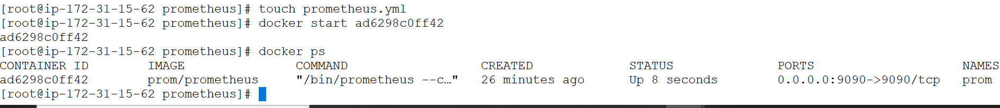 [root@ip-172-31-15-62 prometheus]# touch prometheus.yml
[root@ip-172-31-15-62 prometheus]# docker start ad6298c0ff42
ad6298c0ff42
[root@ip-172-31-15-62 prometheus]# docker ps
CONTAINER ID        IMAGE               COMMAND                  CREATED             STATUS              PORTS                    NAMES
ad6298c0ff42        prom/prometheus     "/bin/prometheus --c…"   26 minutes ago      Up 8 seconds        0.0.0.0:9090->9090/tcp   prom
[root@ip-172-31-15-62 prometheus]#